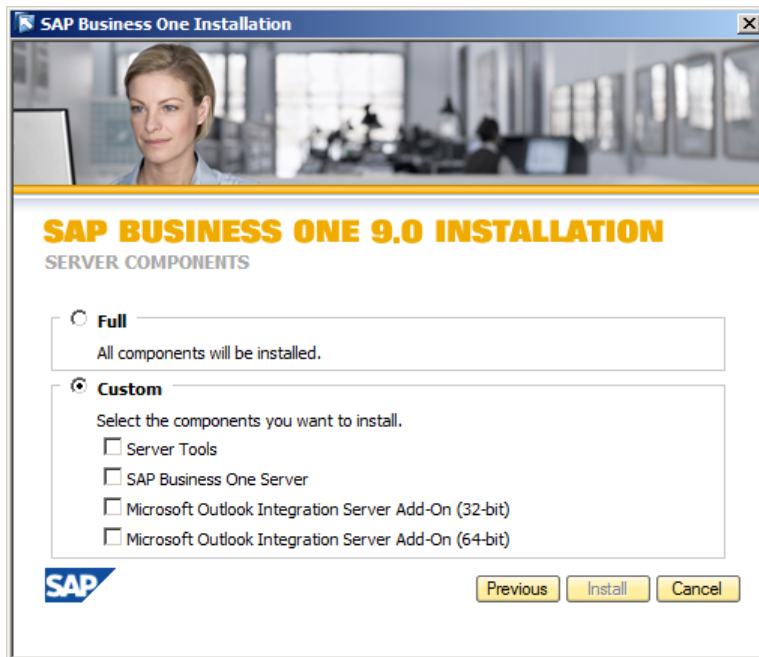 SAP Business One Installation
SAP BUSINESS ONE 9.0 INSTALLATION
SERVER COMPONENTS
Full
All components will be installed.
Custom
Select the components you want to install.
Server Tools
SAP Business One Server
Microsoft Outlook Integration Server Add-On (32-bit)
Microsoft Outlook Integration Server Add-On (64-bit)
SAP
Previous Install Cancel